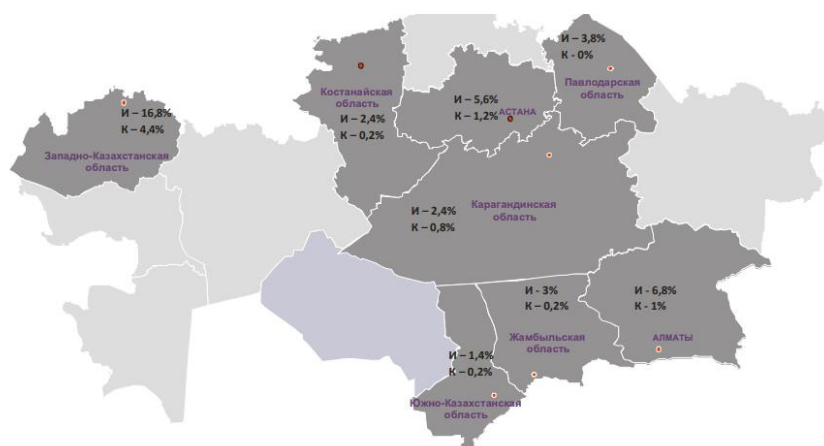 И – 3,8%
К - 0%
Павлодарская
область
Костанайская
область
И – 2,4%
К – 0,2%
И – 5,6%
АСТАНА
К – 1,2%
И – 16,8%
К – 4,4%
Западно-Казахстанская
область
И – 2,4%
К – 0,8%
Карагандинская
область
И - 3%
К – 0,2%
Жамбыльская
область
И – 6,8%
К - 1%
АЛМАТЫ
И – 1,4%
К – 0,2%
Южно-Казахстанская
область